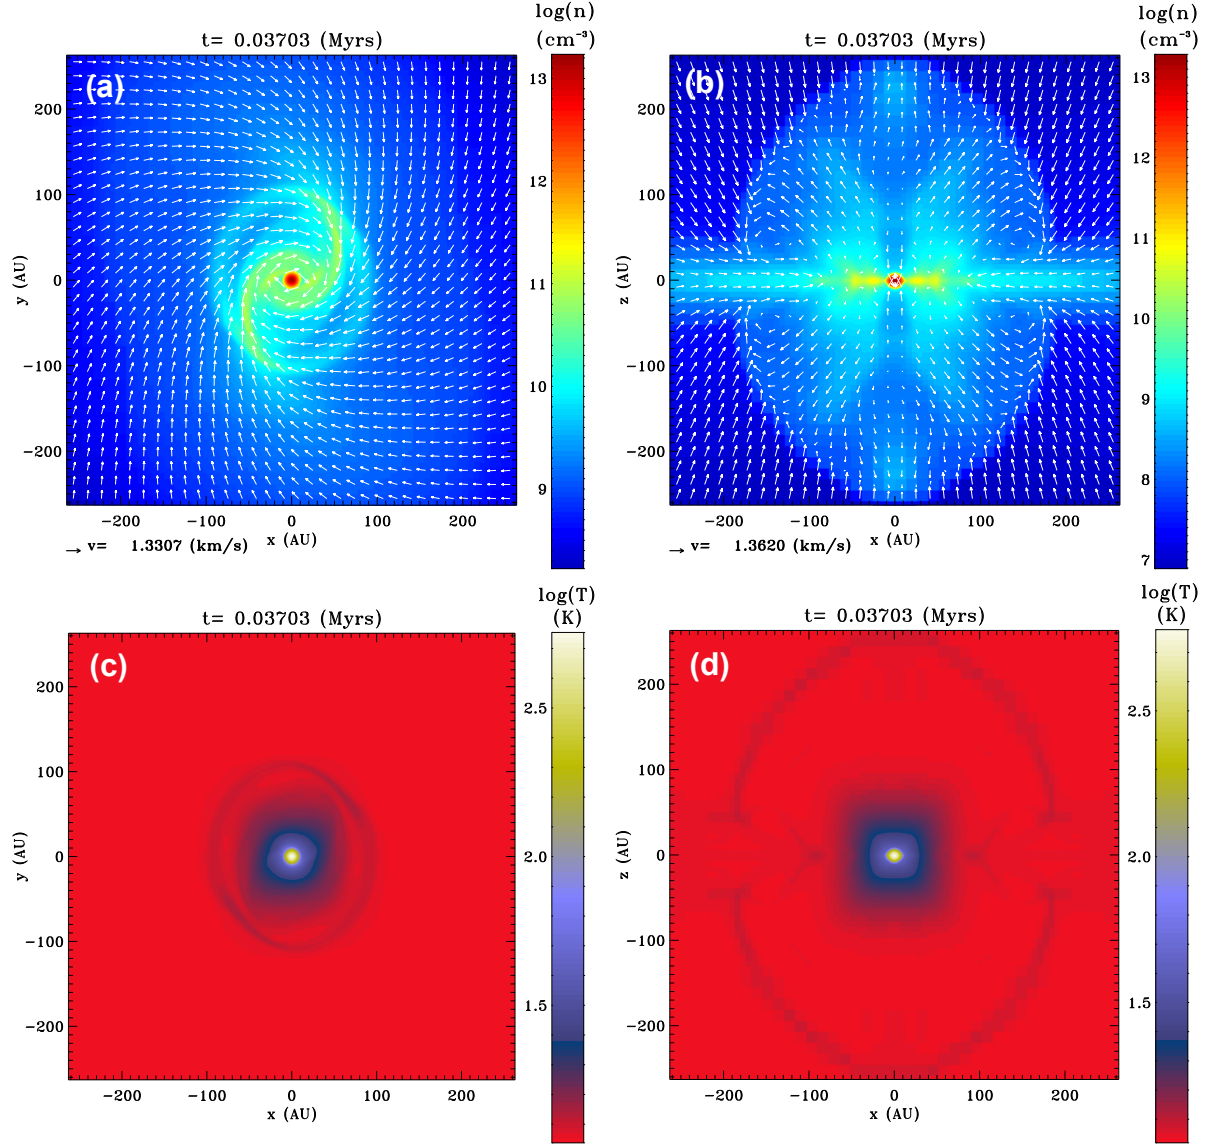 log(n)
(cm⁻³)
t= 0.03703 (Myrs)
(a)
200
100
0
−100
−200
y (AU)
−200 −100 0 100 200
x (AU)
v= 1.3307 (km/s)
13
12
11
10
9
log(n)
(cm⁻³)
t= 0.03703 (Myrs)
(b)
200
100
0
−100
−200
z (AU)
−200 −100 0 100 200
x (AU)
v= 1.3620 (km/s)
13
12
11
10
9
8
7
log(T)
(K)
t= 0.03703 (Myrs)
(c)
200
100
0
−100
−200
y (AU)
−200 −100 0 100 200
x (AU)
2.5
2.0
1.5
log(T)
(K)
t= 0.03703 (Myrs)
(d)
200
100
0
−100
−200
z (AU)
−200 −100 0 100 200
x (AU)
2.5
2.0
1.5